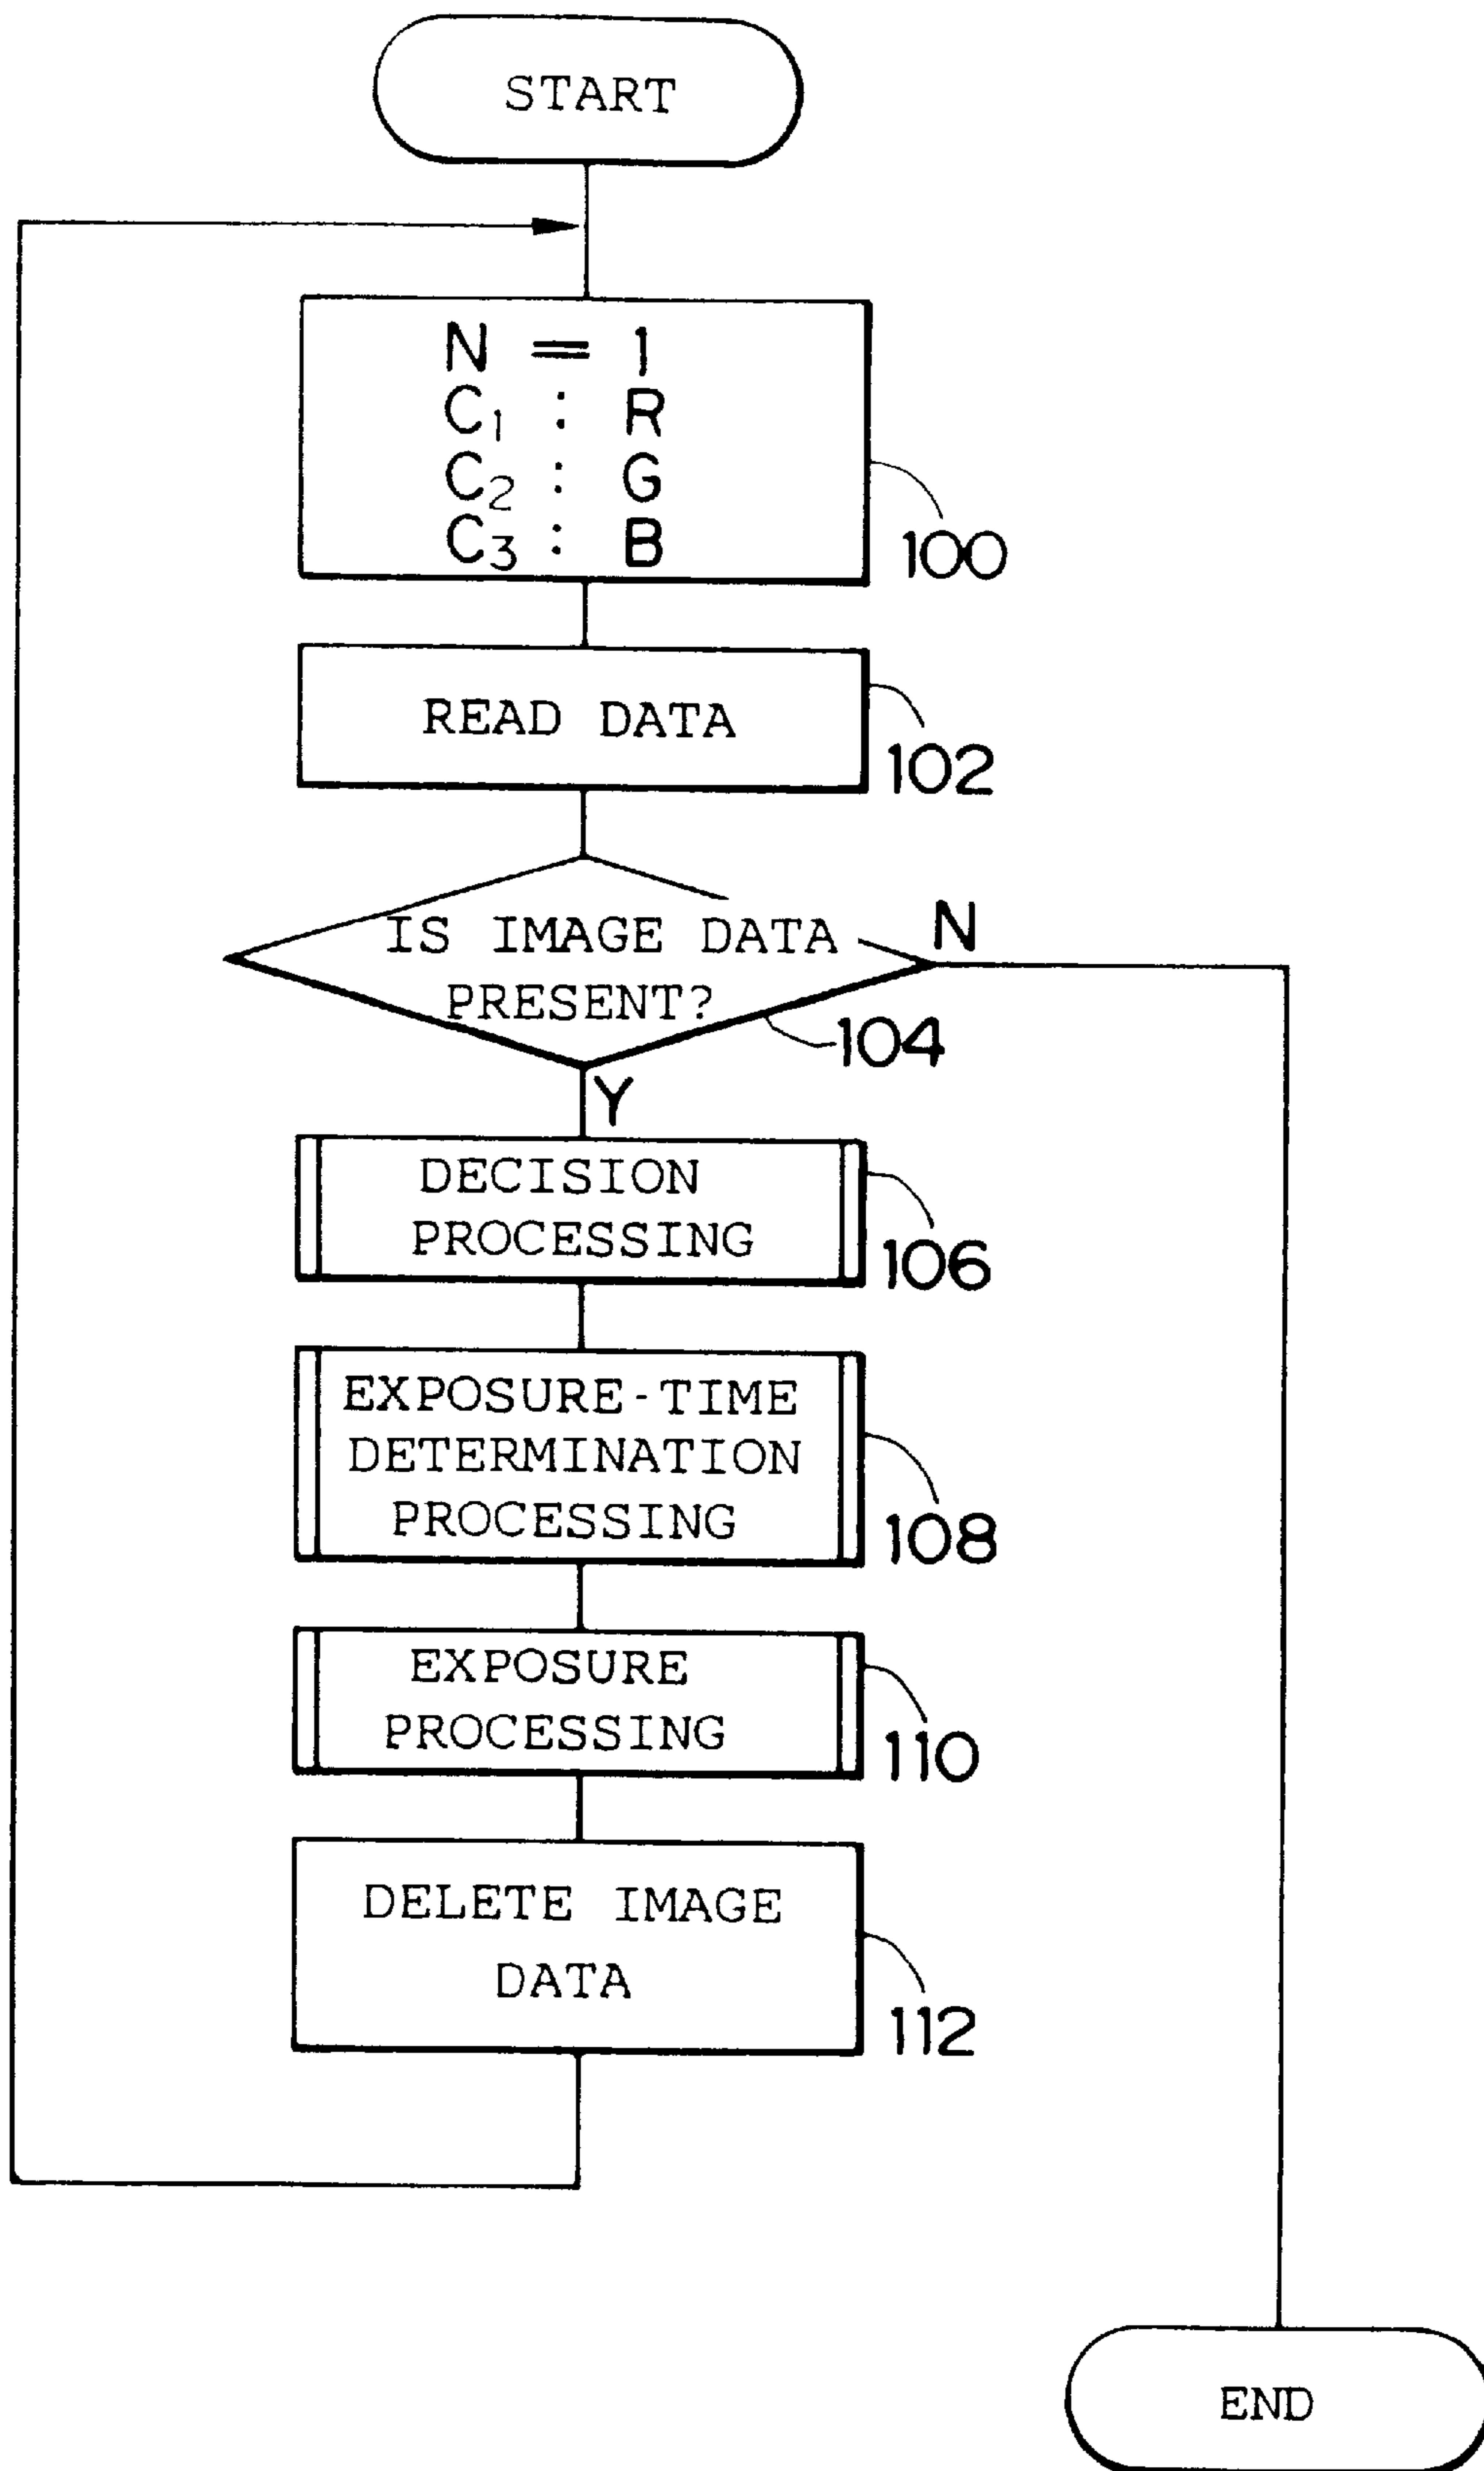 START
N = 1
C₁ : R
C₂ : G
C₃ : B
100
READ DATA
102
IS IMAGE DATA
PRESENT?
N
104
Y
DECISION
PROCESSING
106
EXPOSURE-TIME
DETERMINATION
PROCESSING
108
EXPOSURE
PROCESSING
110
DELETE IMAGE
DATA
112
END